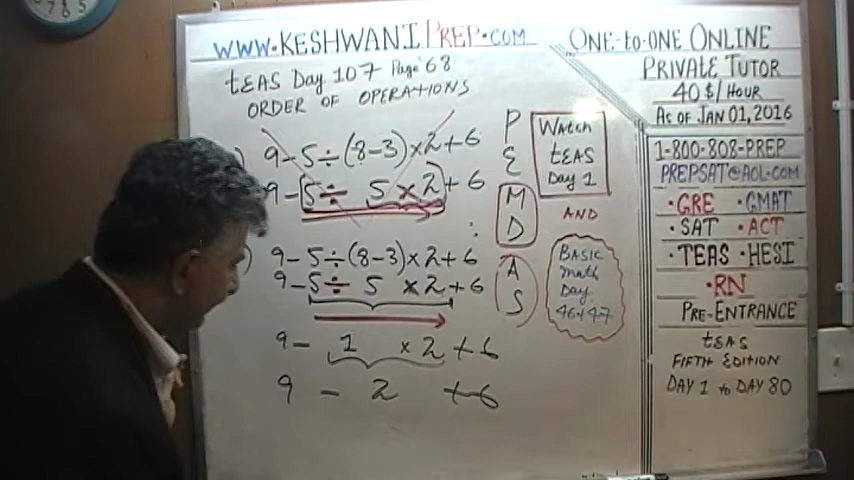 WWW.KESHWANIPREP.COM
TEAS Day 107 Page 68
ORDER OF OPERATIONS
) 9-5÷(8-3)×2+6
9-5÷ 5 ×2+6
) 9-5÷(8-3)×2+6
9-5÷ 5 ×2+6
9- 1 ×2+6
9 - 2 +6
P
E
M
D
A
S
Watch
TEAS
Day 1
AND
BASIC
Math
Day
46+47
ONE-to-ONE ONLINE
PRIVATE TUTOR
40$/HOUR
AS OF JAN 01, 2016
1-800-808-PREP
PREPSAT@AOL.COM
•GRE •GMAT
•SAT •ACT
•TEAS •HESI
•RN
PRE-ENTRANCE
TEAS
FIFTH EDITION
DAY 1 to DAY 80
7 6 5